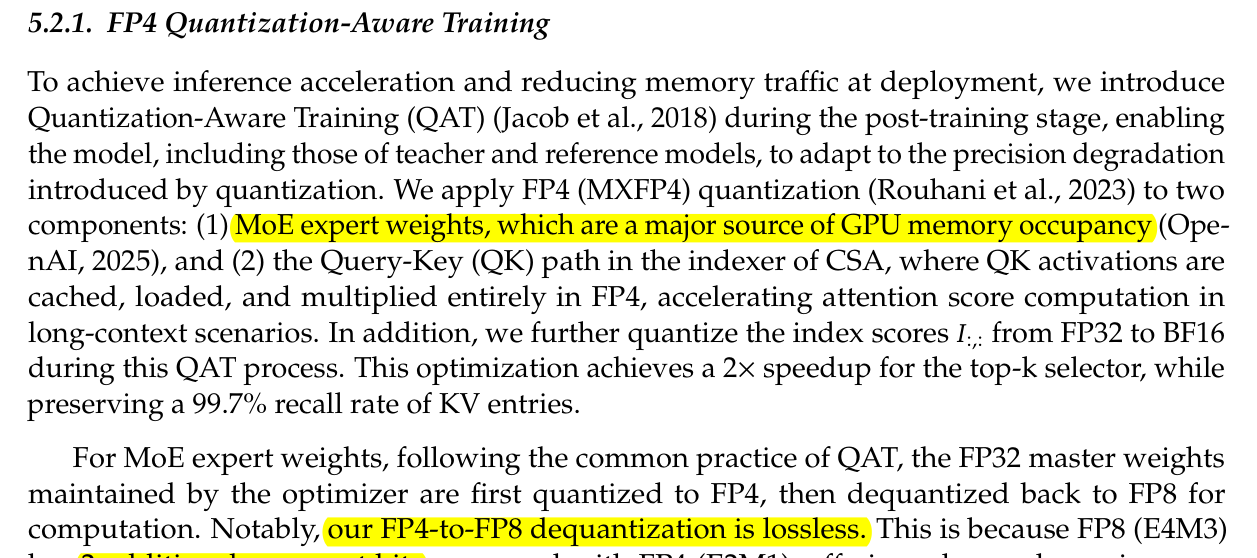 5.2.1. FP4 Quantization-Aware Training
To achieve inference acceleration and reducing memory traffic at deployment, we introduce
Quantization-Aware Training (QAT) (Jacob et al., 2018) during the post-training stage, enabling
the model, including those of teacher and reference models, to adapt to the precision degradation
introduced by quantization. We apply FP4 (MXFP4) quantization (Rouhani et al., 2023) to two
components: (1) MoE expert weights, which are a major source of GPU memory occupancy (Ope-
nAI, 2025), and (2) the Query-Key (QK) path in the indexer of CSA, where QK activations are
cached, loaded, and multiplied entirely in FP4, accelerating attention score computation in
long-context scenarios. In addition, we further quantize the index scores I:,: from FP32 to BF16
during this QAT process. This optimization achieves a 2× speedup for the top-k selector, while
preserving a 99.7% recall rate of KV entries.
For MoE expert weights, following the common practice of QAT, the FP32 master weights
maintained by the optimizer are first quantized to FP4, then dequantized back to FP8 for
computation. Notably, our FP4-to-FP8 dequantization is lossless. This is because FP8 (E4M3)